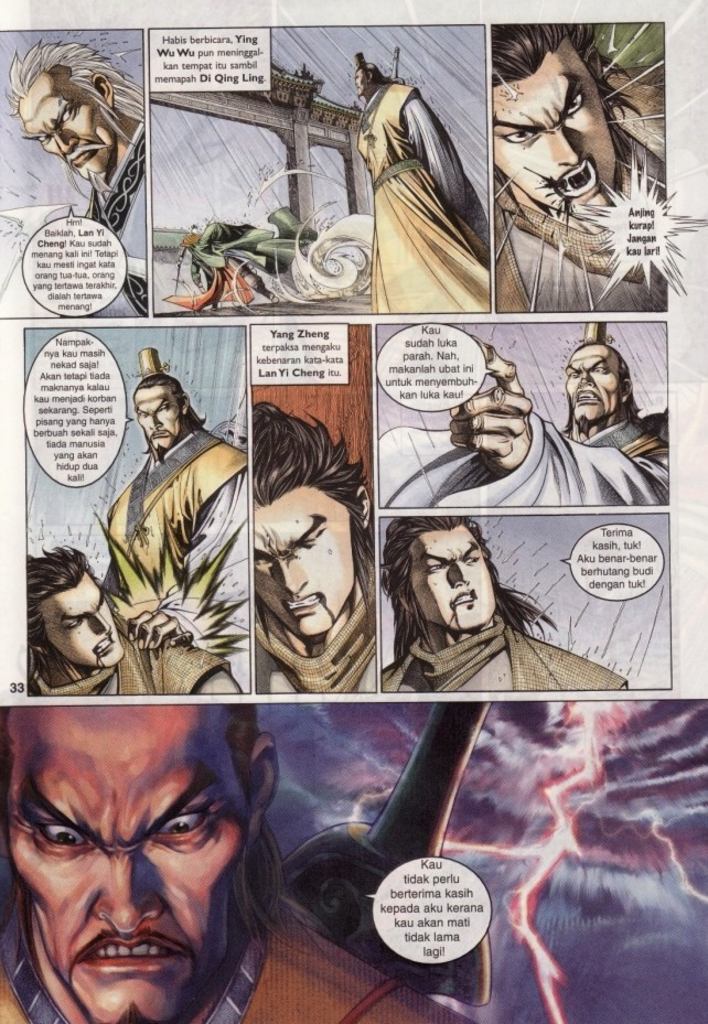 Hm!
Baiklah, Lan Yi
Cheng! Kau sudah
menang kali ini! Tetapi
kau mesti ingat kata
orang tua-tua, orang
yang tertawa terakhir,
dialah tertawa
menang!
Habis berbicara, Ying
Wu Wu pun meninggal-
kan tempat itu sambil
memapah Di Qing Ling.
Anjing
kurap!
Jangan
kau lari!
Nampak-
nya kau masih
nekad saja!
Akan tetapi tiada
maknanya kalau
kau menjadi korban
sekarang. Seperti
pisang yang hanya
berbuah sekali saja,
tiada manusia
yang akan
hidup dua
kali!
Yang Zheng
terpaksa mengaku
kebenaran kata-kata
Lan Yi Cheng itu.
Kau
sudah luka
parah. Nah,
makanlah pil ini
untuk menyembuh-
kan luka kau!
Terima
kasih, tuk!
Aku benar-benar
berhutang budi
dengan tuk!
33
Kau
tidak perlu
berterima kasih
kepada aku kerana
kau akan mati
tidak lama
lagi!